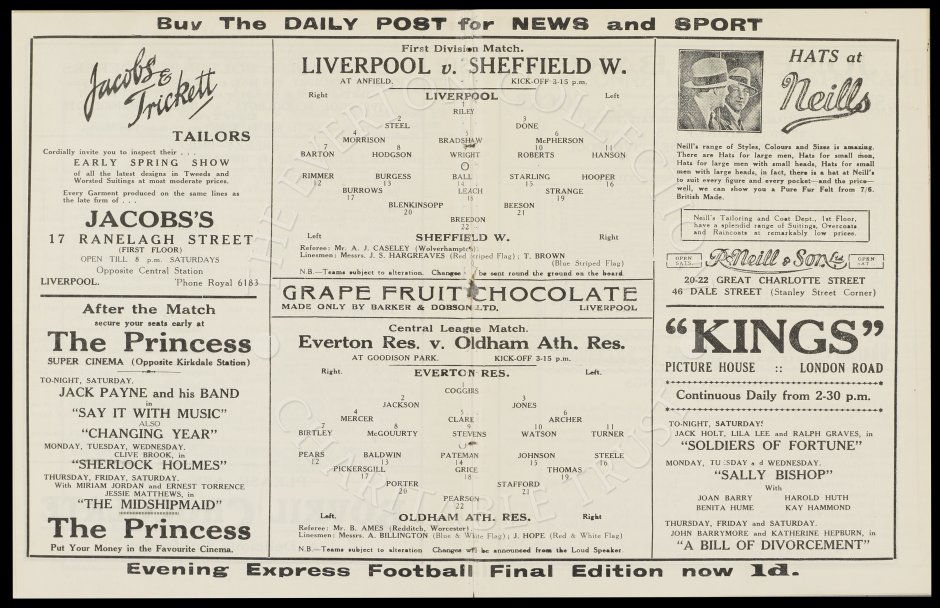 Buy The DAILY POST for NEWS and SPORT
Jacobs & Trickett
TAILORS
Cordially invite you to inspect their . . .
EARLY SPRING SHOW
of all the latest designs in Tweeds and
Worsted Suitings at most moderate prices.
Every Garment produced on the same lines as
the late firm of . . .
JACOBS'S
17 RANELAGH STREET
(FIRST FLOOR)
OPEN TILL 8 p.m. SATURDAYS
Opposite Central Station
LIVERPOOL. Phone Royal 6183
After the Match
secure your seats early at
The Princess
SUPER CINEMA (Opposite Kirkdale Station)
TO-NIGHT, SATURDAY.
JACK PAYNE and his BAND
in
"SAY IT WITH MUSIC"
ALSO
"CHANGING YEAR"
MONDAY, TUESDAY, WEDNESDAY.
CLIVE BROOK, in
"SHERLOCK HOLMES"
THURSDAY, FRIDAY, SATURDAY.
With MIRIAM JORDAN and ERNEST TORRENCE
JESSIE MATTHEWS, in
"THE MIDSHIPMAID"
The Princess
Put Your Money in the Favourite Cinema.
First Division Match.
LIVERPOOL v. SHEFFIELD W.
AT ANFIELD. KICK-OFF 3-15 p.m.
Right LIVERPOOL Left
1
RILEY
2 3
STEEL DONE
4 5 6
MORRISON BRADSHAW McPHERSON
7 8 9 10 11
BARTON HODGSON WRIGHT ROBERTS HANSON
O
RIMMER BURGESS BALL STARLING HOOPER
12 13 14 15 16
BURROWS LEACH STRANGE
17 18 19
BLENKINSOPP BEESON
20 21
BREEDON
22
Left SHEFFIELD W. Right
Referee: Mr. A. J. CASELEY (Wolverhampton).
Linesmen: Messrs. J. S. HARGREAVES (Red Striped Flag); T. BROWN
(Blue Striped Flag)
N.B.—Teams subject to alteration. Changes be sent round the ground on the board.
GRAPE FRUIT CHOCOLATE
MADE ONLY BY BARKER & DOBSON LTD. LIVERPOOL
Central League Match.
Everton Res. v. Oldham Ath. Res.
AT GOODISON PARK. KICK-OFF 3-15 p.m.
Right. EVERTON RES. Left.
1
COGGINS
2 3
JACKSON JONES
4 5 6
MERCER CLARE ARCHER
7 8 9 10 11
BIRTLEY McGOUURTY STEVENS WATSON TURNER
PEARS BALDWIN PATEMAN JOHNSON STEELE
12 13 14 15 16
PICKERSGILL GRICE THOMAS
17 18 19
PORTER STAFFORD
20 21
PEARSON
22
Left. OLDHAM ATH. RES. Right
Referee: Mr. B. AMES (Redditch, Worcester).
Linesmen: Messrs. A. BILLINGTON (Blue & White Flag); J. HOPE (Red & White Flag)
N.B.—Teams subject to alteration Changes will be announced from the Loud Speaker.
HATS at
Neills
Neill's range of Styles, Colours and Sizes is amazing.
There are Hats for large men, Hats for small men,
Hats for large men with small heads, Hats for small
men with large heads, in fact, there is a hat at Neill's
to suit every figure and every pocket—and the price—
well, we can show you a Pure Fur Felt from 7/6.
British Made.
Neill's Tailoring and Coat Dept., 1st Floor,
have a splendid range of Suitings, Overcoats
and Raincoats at remarkably low prices.
OPEN SATS. R. Neill & Sons Ltd. OPEN SAT.
20-22 GREAT CHARLOTTE STREET
46 DALE STREET (Stanley Street Corner)
"KINGS"
PICTURE HOUSE :: LONDON ROAD
Continuous Daily from 2-30 p.m.
TO-NIGHT, SATURDAY:
JACK HOLT, LILA LEE and RALPH GRAVES, in
"SOLDIERS OF FORTUNE"
MONDAY, TUESDAY and WEDNESDAY.
"SALLY BISHOP"
With
JOAN BARRY HAROLD HUTH
BENITA HUME KAY HAMMOND
THURSDAY, FRIDAY and SATURDAY.
JOHN BARRYMORE and KATHERINE HEPBURN, in
"A BILL OF DIVORCEMENT"
Evening Express Football Final Edition now 1d.
© THE EVERTON COLLECTION CHARITABLE TRUST